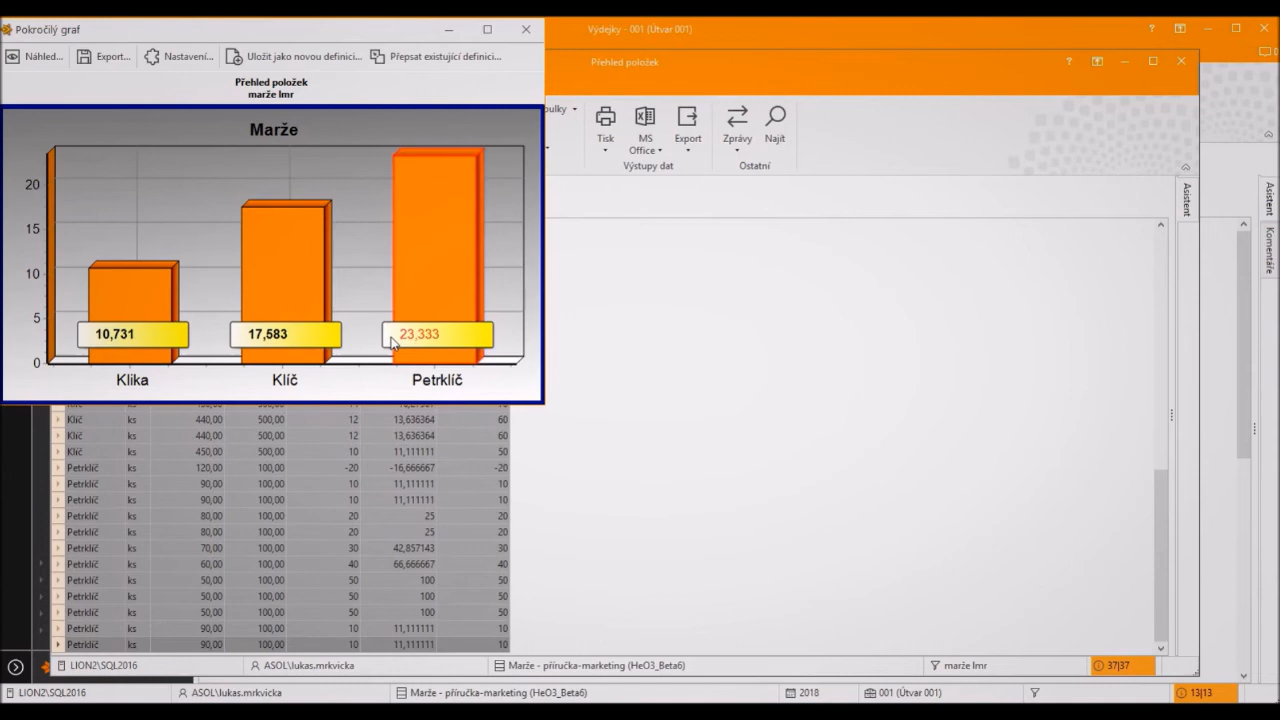 Pokročilý graf
Výdejky - 001 (Útvar 001)
Náhled...
Export...
Nastavení...
Uložit jako novou definici...
Přepsat existující definici...
Přehled položek
Přehled položek
marže lmr
Tisk
MS Office
Export
Zprávy
Najít
Výstupy dat
Ostatní
Asistent
Asistent
Komentáře
Marže
20
15
10
5
0
10,731
17,583
23,333
Klika
Klíč
Petrklíč
Klíč ks 440,00 500,00 12 13,636364 60
Klíč ks 440,00 500,00 12 13,636364 60
Klíč ks 450,00 500,00 10 11,111111 50
Petrklíč ks 120,00 100,00 -20 -16,666667 -20
Petrklíč ks 90,00 100,00 10 11,111111 10
Petrklíč ks 90,00 100,00 10 11,111111 10
Petrklíč ks 80,00 100,00 20 25 20
Petrklíč ks 80,00 100,00 20 25 20
Petrklíč ks 70,00 100,00 30 42,857143 30
Petrklíč ks 60,00 100,00 40 66,666667 40
Petrklíč ks 50,00 100,00 50 100 50
Petrklíč ks 50,00 100,00 50 100 50
Petrklíč ks 50,00 100,00 50 100 50
Petrklíč ks 90,00 100,00 10 11,111111 10
Petrklíč ks 90,00 100,00 10 11,111111 10
LION2\SQL2016 ASOL\lukas.mrkvicka Marže - příručka-marketing (HeO3_Beta6) marže lmr 37|37
LION2\SQL2016 ASOL\lukas.mrkvicka Marže - příručka-marketing (HeO3_Beta6) 2018 001 (Útvar 001) 13|13